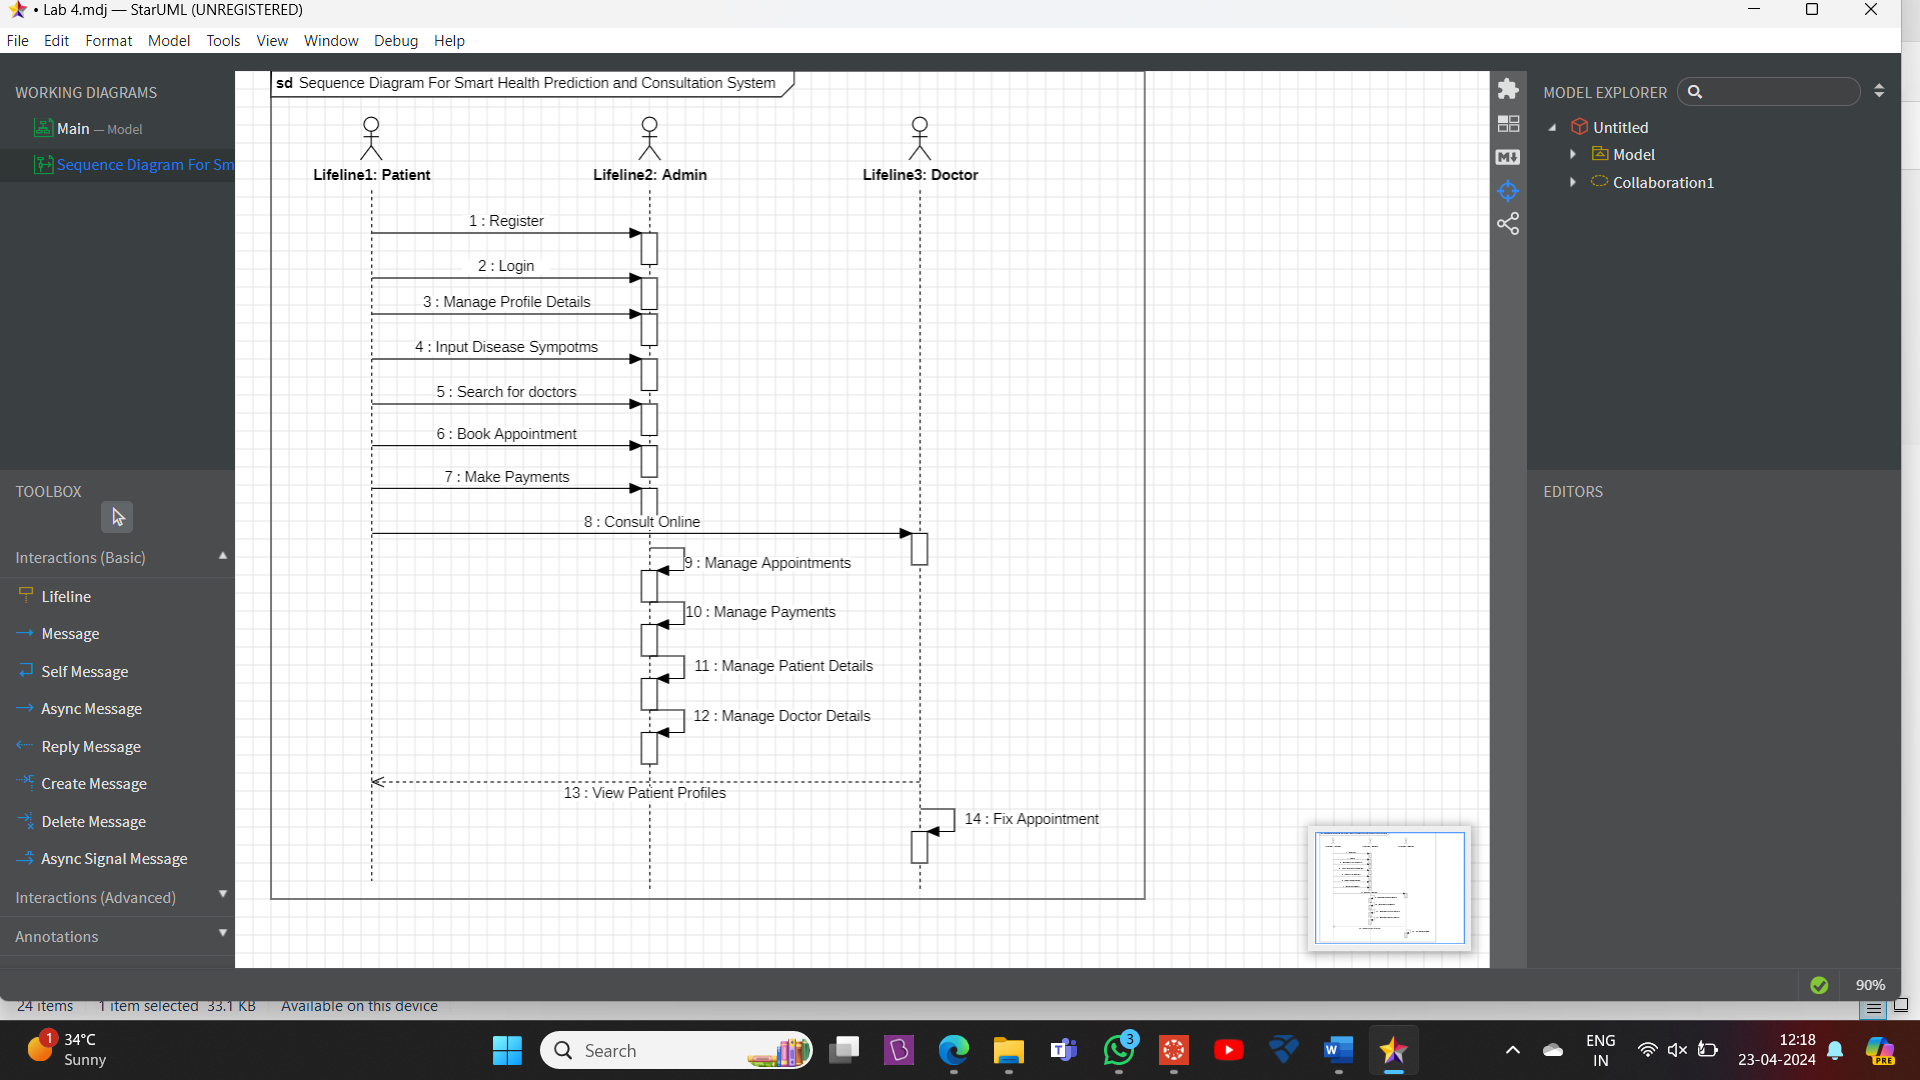 • Lab 4.mdj — StarUML (UNREGISTERED)
File Edit Format Model Tools View Window Debug Help
WORKING DIAGRAMS
Main — Model
Sequence Diagram For Sm
TOOLBOX
Interactions (Basic)
Lifeline
Message
Self Message
Async Message
Reply Message
Create Message
Delete Message
Async Signal Message
Interactions (Advanced)
Annotations
sd Sequence Diagram For Smart Health Prediction and Consultation System
Lifeline1: Patient
Lifeline2: Admin
Lifeline3: Doctor
1 : Register
2 : Login
3 : Manage Profile Details
4 : Input Disease Sympotms
5 : Search for doctors
6 : Book Appointment
7 : Make Payments
8 : Consult Online
9 : Manage Appointments
10 : Manage Payments
11 : Manage Patient Details
12 : Manage Doctor Details
13 : View Patient Profiles
14 : Fix Appointment
M
MODEL EXPLORER
Untitled
Model
Collaboration1
EDITORS
90%
24 items 1 item selected 33.1 KB Available on this device
1
34°C
Sunny
Search
3
W
ENG
IN
12:18
23-04-2024
PRE